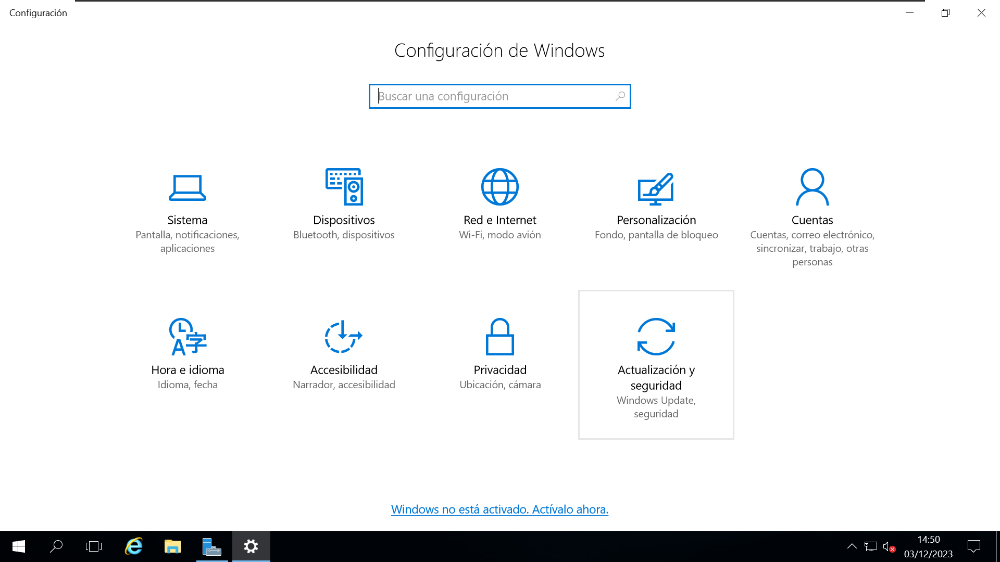 Configuración
Configuración de Windows
Buscar una configuración
Sistema
Pantalla, notificaciones,
aplicaciones
Dispositivos
Bluetooth, dispositivos
Red e Internet
Wi-Fi, modo avión
Personalización
Fondo, pantalla de bloqueo
Cuentas
Cuentas, correo electrónico,
sincronizar, trabajo, otras
personas
Hora e idioma
Idioma, fecha
Accesibilidad
Narrador, accesibilidad
Privacidad
Ubicación, cámara
Actualización y
seguridad
Windows Update,
seguridad
Windows no está activado. Actívalo ahora.
14:50
03/12/2023